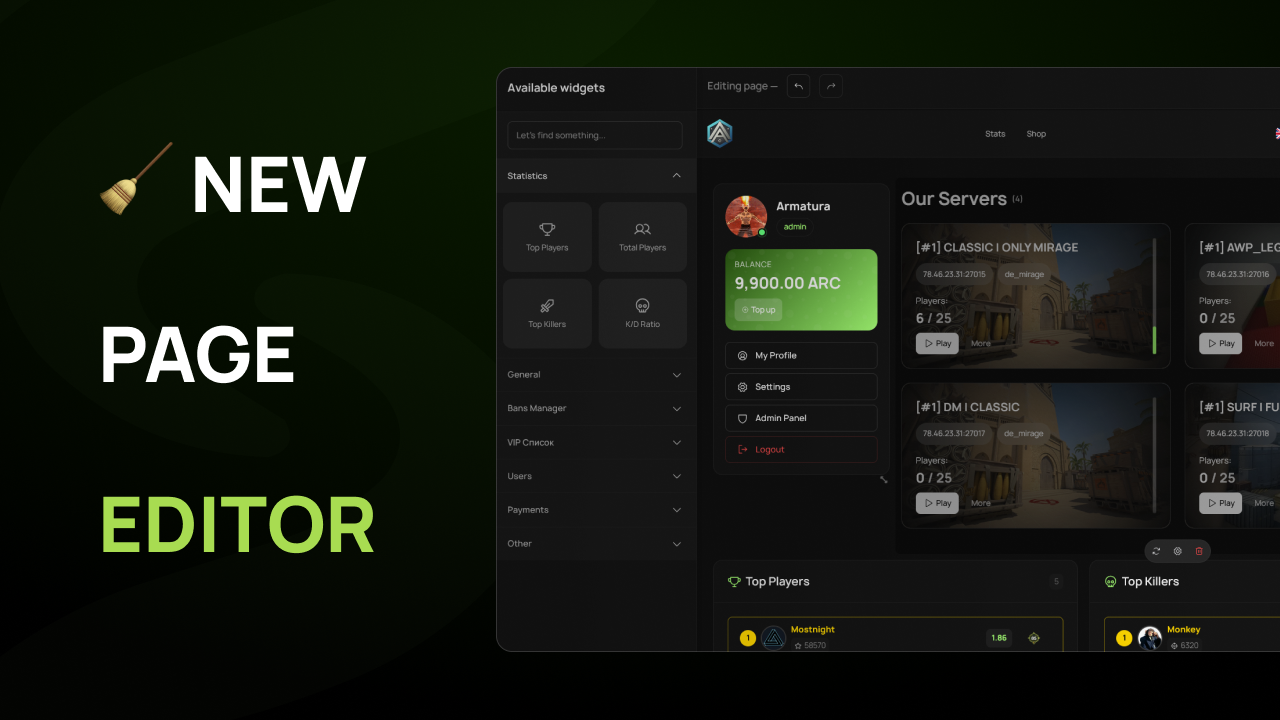 NEW
PAGE
EDITOR
Available widgets
Let's find something...
Statistics
Top Players
Total Players
Top Killers
K/D Ratio
General
Bans Manager
VIP Список
Users
Payments
Other
Editing page —
Stats
Shop
Armatura
admin
BALANCE
9,900.00 ARC
Top up
My Profile
Settings
Admin Panel
Logout
Our Servers (4)
[#1] CLASSIC | ONLY MIRAGE
78.46.23.31:27015
de_mirage
Players:
6 / 25
Play
More
[#1] AWP_LEG
78.46.23.31:27016
Players:
0 / 25
Play
More
[#1] DM | CLASSIC
78.46.23.31:27017
de_mirage
Players:
0 / 25
Play
More
[#1] SURF | FU
78.46.23.31:27018
Players:
0 / 25
Play
More
Top Players
5
1
Mostnight
58570
1.86
Top Killers
1
Monkey
6320